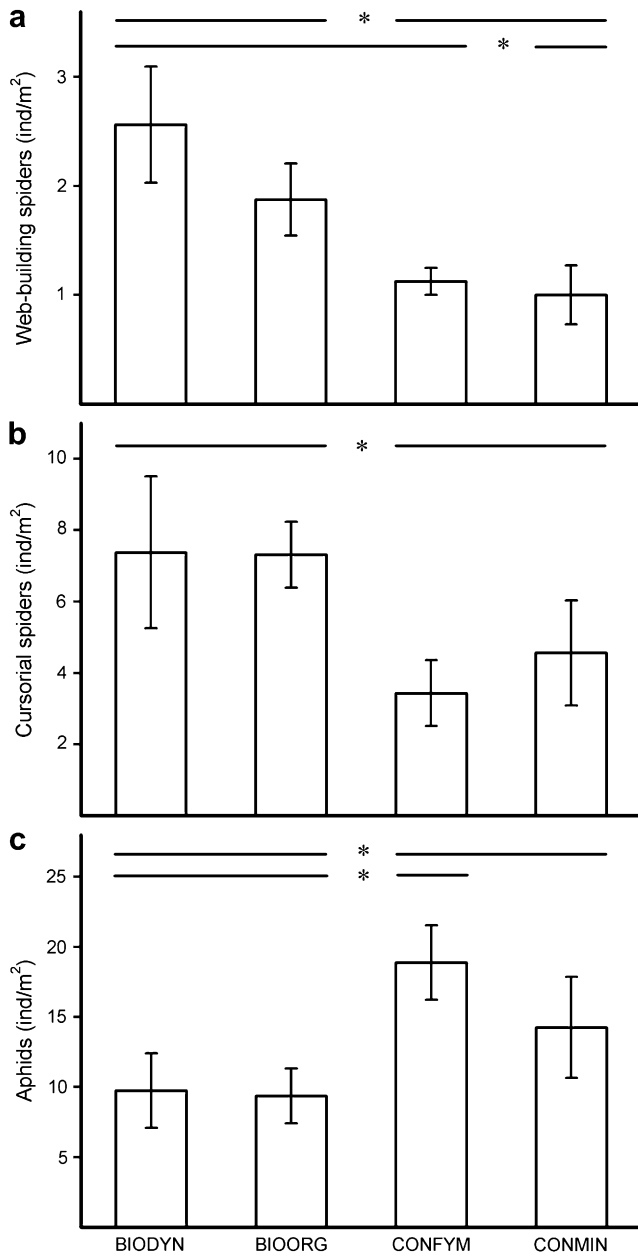 a
*
*
Web-building spiders (ind/m²)
3
2
1
b
*
Cursorial spiders (ind/m²)
10
8
6
4
2
c
*
*
Aphids (ind/m²)
25
20
15
10
5
BIODYN BIOORG CONFYM CONMIN